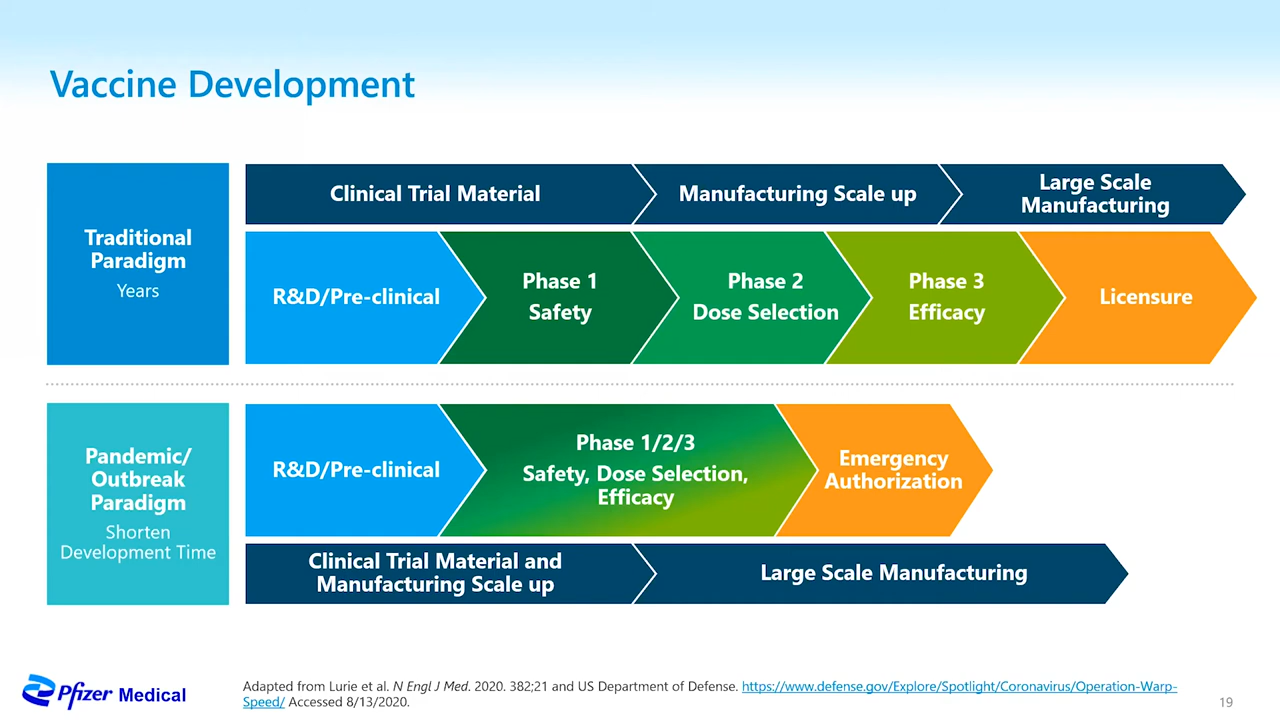 Vaccine Development
Traditional
Paradigm
Years
Clinical Trial Material
Manufacturing Scale up
Large Scale
Manufacturing
R&D/Pre-clinical
Phase 1
Safety
Phase 2
Dose Selection
Phase 3
Efficacy
Licensure
Pandemic/
Outbreak
Paradigm
Shorten
Development Time
R&D/Pre-clinical
Phase 1/2/3
Safety, Dose Selection,
Efficacy
Emergency
Authorization
Clinical Trial Material and
Manufacturing Scale up
Large Scale Manufacturing
Pfizer Medical
Adapted from Lurie et al. N Engl J Med. 2020. 382;21 and US Department of Defense. https://www.defense.gov/Explore/Spotlight/Coronavirus/Operation-Warp-
Speed/ Accessed 8/13/2020.
19